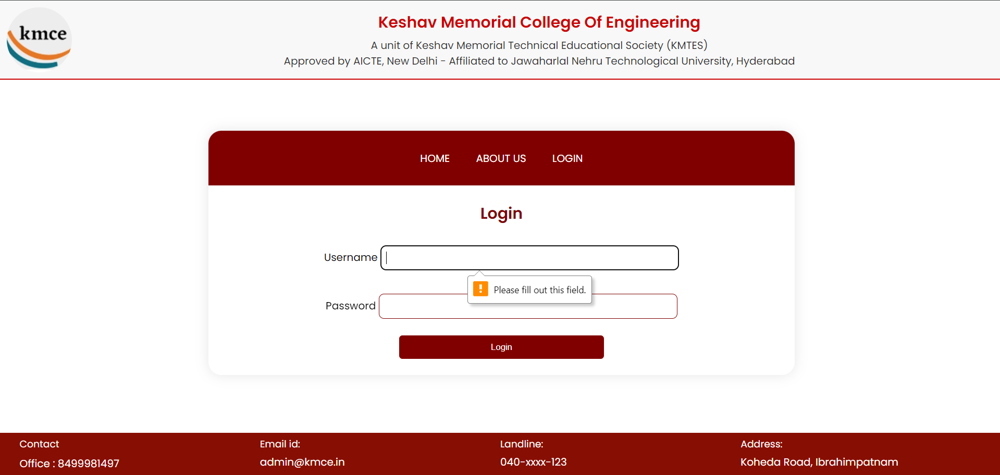 kmce
Keshav Memorial College Of Engineering
A unit of Keshav Memorial Technical Educational Society (KMTES)
Approved by AICTE, New Delhi - Affiliated to Jawaharlal Nehru Technological University, Hyderabad
HOME ABOUT US LOGIN
Login
Username
! Please fill out this field.
Password
Login
Contact
Office : 8499981497
Email id:
admin@kmce.in
Landline:
040-xxxx-123
Address:
Koheda Road, Ibrahimpatnam